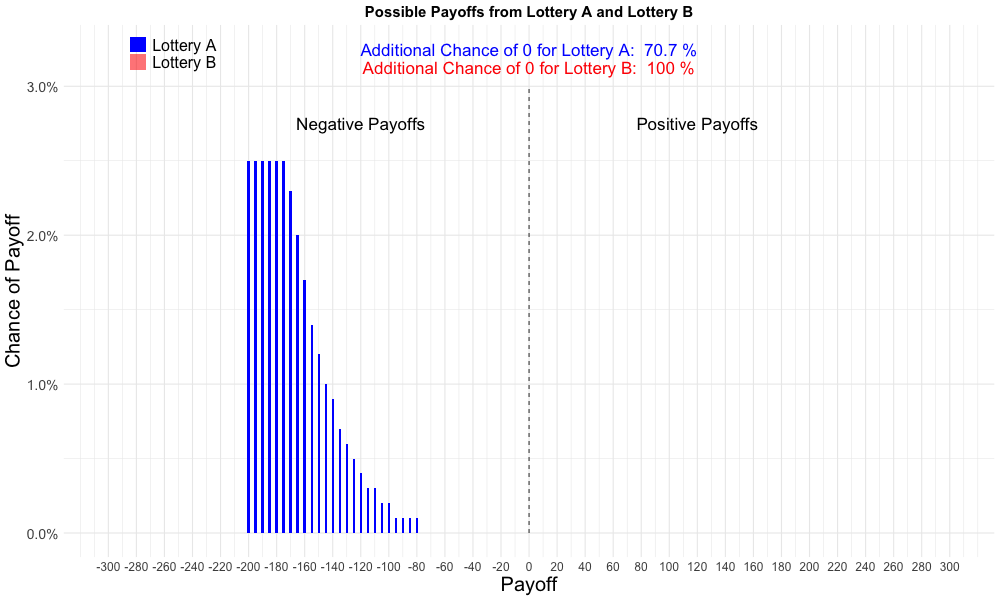 Possible Payoffs from Lottery A and Lottery B
Lottery A
Lottery B
Additional Chance of 0 for Lottery A:  70.7 %
Additional Chance of 0 for Lottery B:  100 %
Negative Payoffs
Positive Payoffs
Chance of Payoff
3.0%
2.0%
1.0%
0.0%
-300 -280 -260 -240 -220 -200 -180 -160 -140 -120 -100 -80 -60 -40 -20 0 20 40 60 80 100 120 140 160 180 200 220 240 260 280 300
Payoff